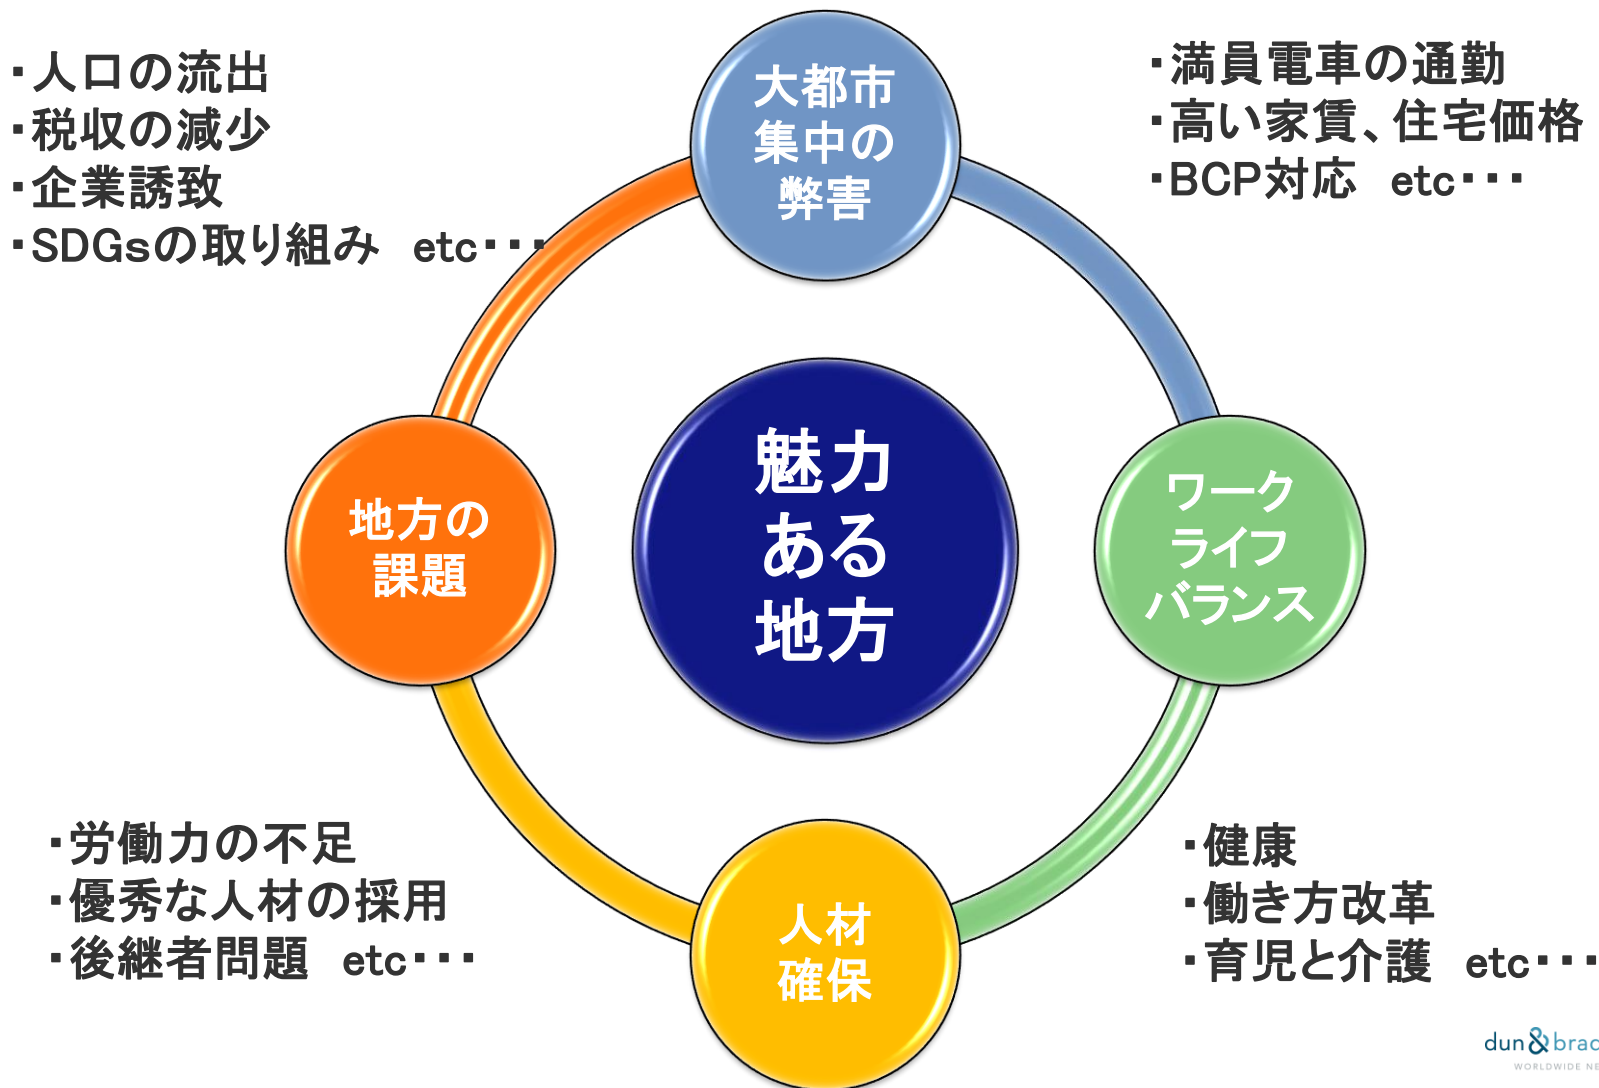 ・人口の流出
・税収の減少
・企業誘致
・SDGsの取り組み　etc・・・
大都市
集中の
弊害
・満員電車の通勤
・高い家賃、住宅価格
・BCP対応　etc・・・
地方の
課題
魅力
ある
地方
ワーク
ライフ
バランス
・労働力の不足
・優秀な人材の採用
・後継者問題　etc・・・
人材
確保
・健康
・働き方改革
・育児と介護　etc・・・
dun & brad
WORLDWIDE NE